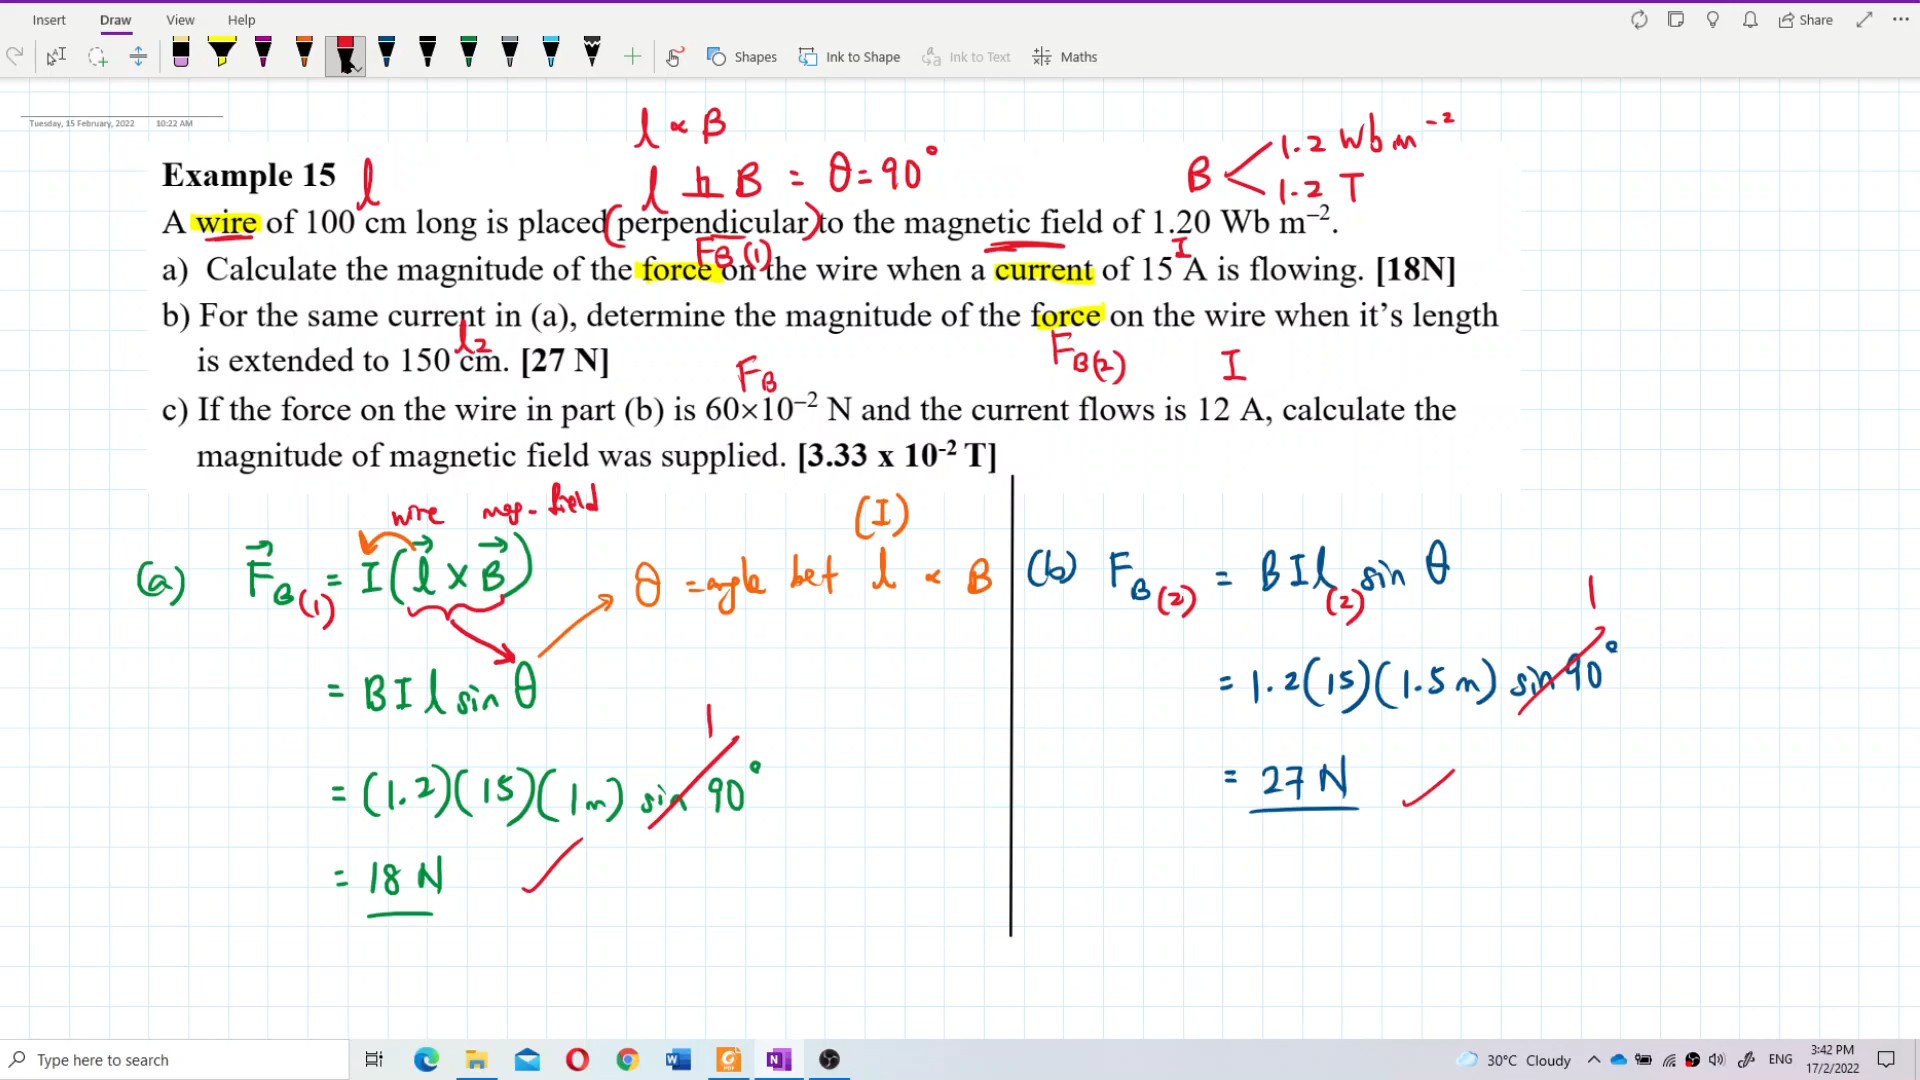 Insert Draw View Help
Share
Shapes Ink to Shape Ink to Text Maths
Tuesday, 15 February, 2022 10:22 AM
l ∝ B
l ⊥ B = θ = 90°
B
1.2 Wb m⁻²
1.2 T
Example 15
l
A wire of 100 cm long is placed (perpendicular) to the magnetic field of 1.20 Wb m⁻².
F_B(1)
I
a) Calculate the magnitude of the force on the wire when a current of 15 A is flowing. [18N]
b) For the same current in (a), determine the magnitude of the force on the wire when it's length
l₂
F_B(2)
is extended to 150 cm. [27 N]
F_B
I
c) If the force on the wire in part (b) is 60×10⁻² N and the current flows is 12 A, calculate the
magnitude of magnetic field was supplied. [3.33 x 10⁻² T]
wire mag. field
(I)
(a) F⃗_B(1) = I(l⃗ × B⃗)
θ = angle bet l ∝ B
= B I l sin θ
1
= (1.2)(15)(1m) sin 90°
= 18 N
(b) F_B(2) = B I l(2) sin θ
1
= 1.2(15)(1.5 m) sin 90°
= 27 N
Type here to search
30°C Cloudy
ENG
3:42 PM
17/2/2022